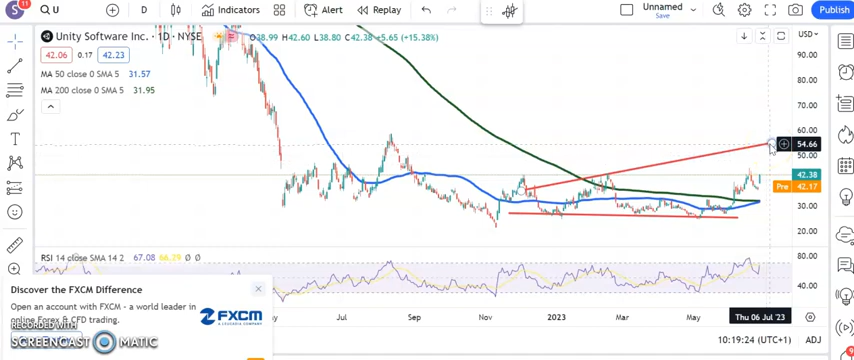 S
11
U
D
Indicators
Alert
Replay
Unnamed
Save
Publish
Unity Software Inc. · 1D · NYSE
O38.99 H42.60 L38.80 C42.38 +5.65 (+15.38%)
USD
42.06 0.17 42.23
MA 50 close 0 SMA 5 31.57
MA 200 close 0 SMA 5 31.95
90.00
80.00
70.00
60.00
54.66
50.00
42.38
Pre 42.17
30.00
20.00
RSI 14 close SMA 14 2 67.08 66.39 Ø Ø
80.00
60.00
40.00
Jul
Sep
Nov
2023
Mar
May
Thu 06 Jul '23
Discover the FXCM Difference
Open an account with FXCM - a world leader in
online Forex & CFD trading.
FXCM
RECORDED WITH
SCREENCAST MATIC
10:19:24 (UTC+1)
ADJ
9